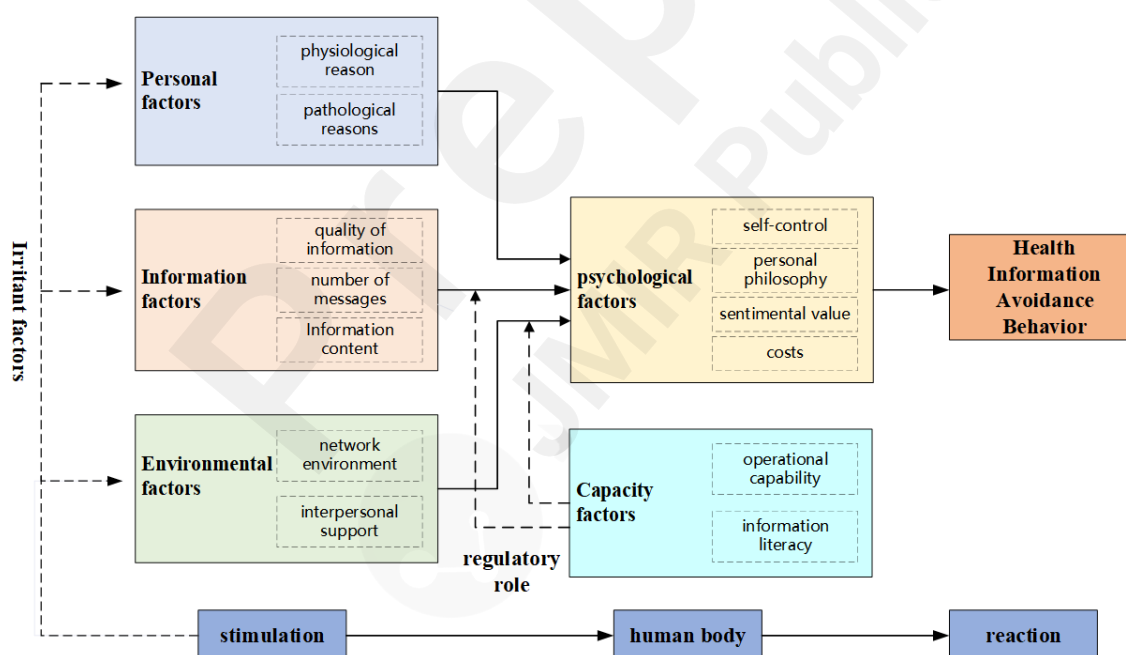 Personal
factors
physiological
reason
pathological
reasons
Information
factors
quality of
information
number of
messages
Information
content
Environmental
factors
network
environment
interpersonal
support
Irritant factors
psychological
factors
self-control
personal
philosophy
sentimental value
costs
Capacity
factors
operational
capability
information
literacy
regulatory
role
Health
Information
Avoidance
Behavior
stimulation
human body
reaction
JMIR Publi